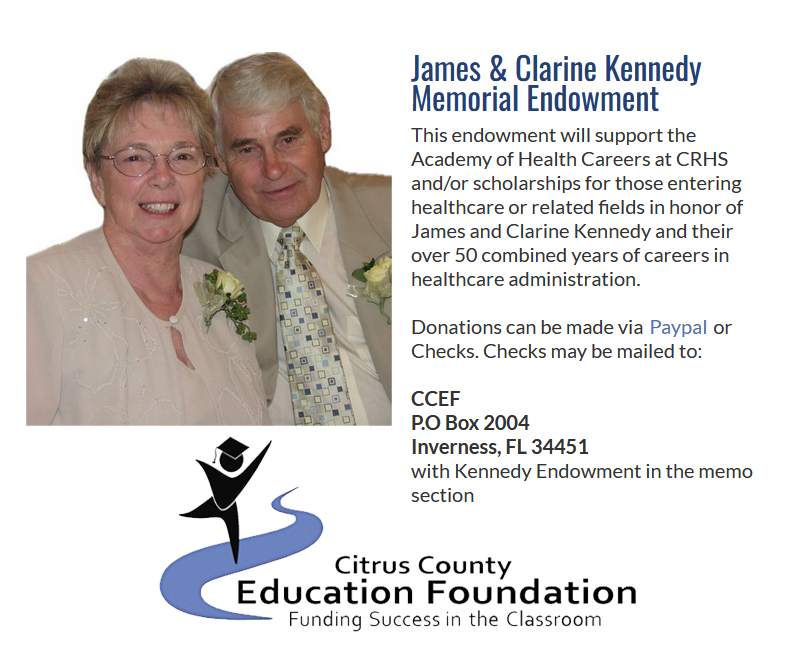 James & Clarine Kennedy
Memorial Endowment
This endowment will support the
Academy of Health Careers at CRHS
and/or scholarships for those entering
healthcare or related fields in honor of
James and Clarine Kennedy and their
over 50 combined years of careers in
healthcare administration.
Donations can be made via Paypal or
Checks. Checks may be mailed to:
CCEF
P.O Box 2004
Inverness, FL 34451
with Kennedy Endowment in the memo
section
Citrus County
Education Foundation
Funding Success in the Classroom